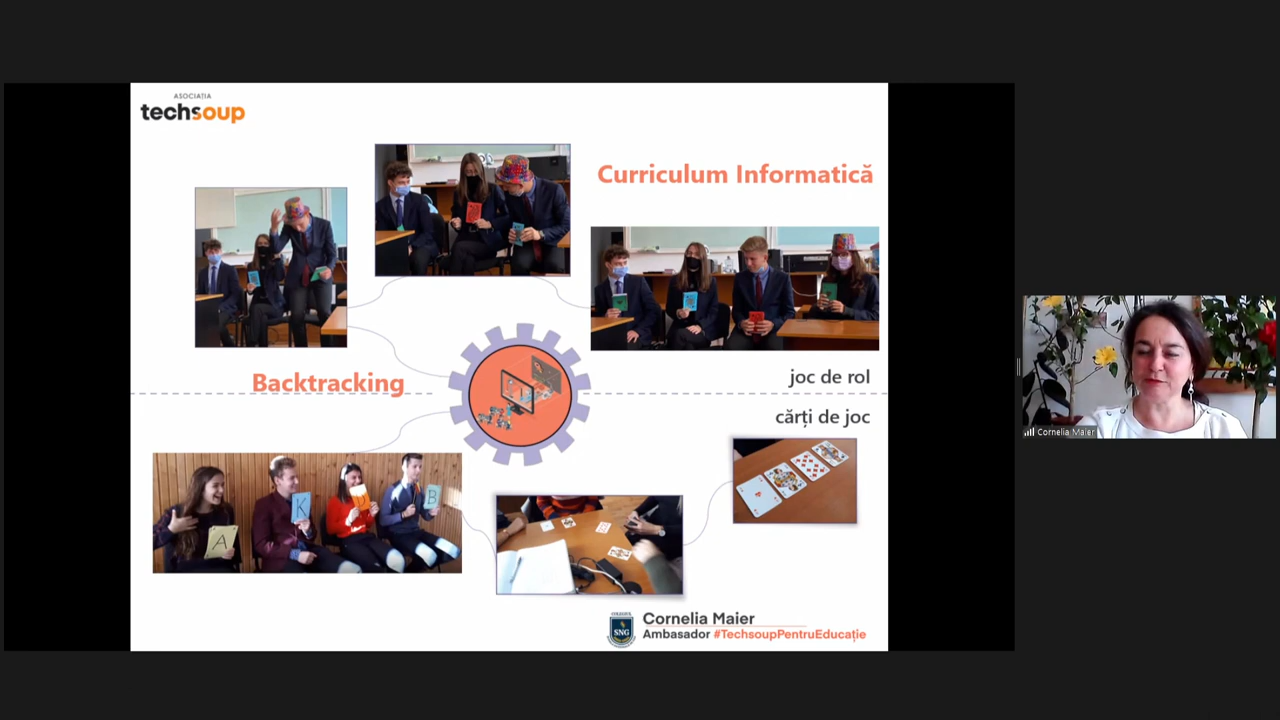 ASOCIAȚIA
techsoup
Curriculum Informatică
Backtracking
joc de rol
cărți de joc
A
K
B
SNG
Cornelia Maier
Ambasador #TechsoupPentruEducație
Cornelia Maier